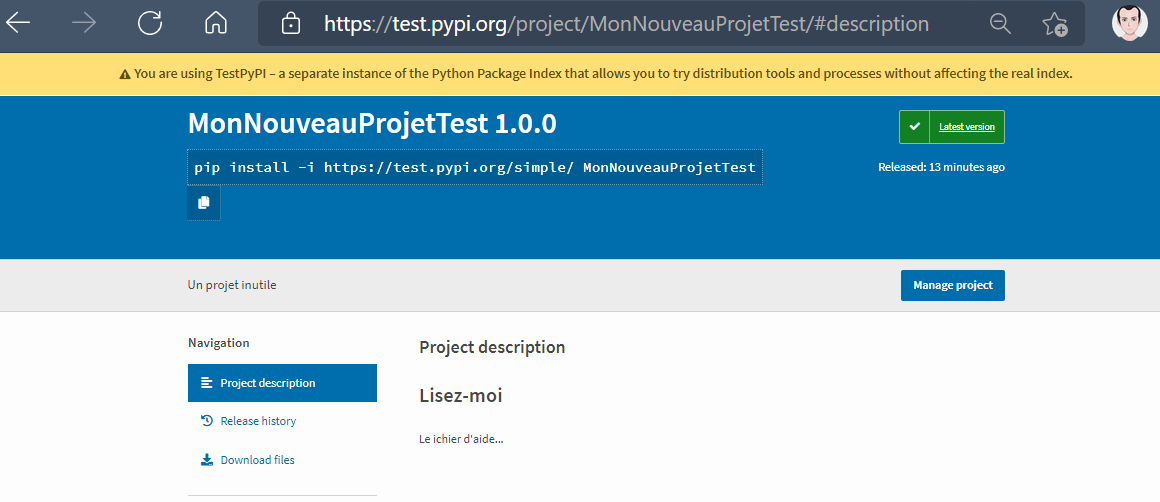 https://test.pypi.org/project/MonNouveauProjetTest/#description
You are using TestPyPI – a separate instance of the Python Package Index that allows you to try distribution tools and processes without affecting the real index.
MonNouveauProjetTest 1.0.0
Latest version
pip install -i https://test.pypi.org/simple/ MonNouveauProjetTest
Released: 13 minutes ago
Un projet inutile
Manage project
Navigation
Project description
Release history
Download files
Project description
Lisez-moi
Le ichier d'aide...